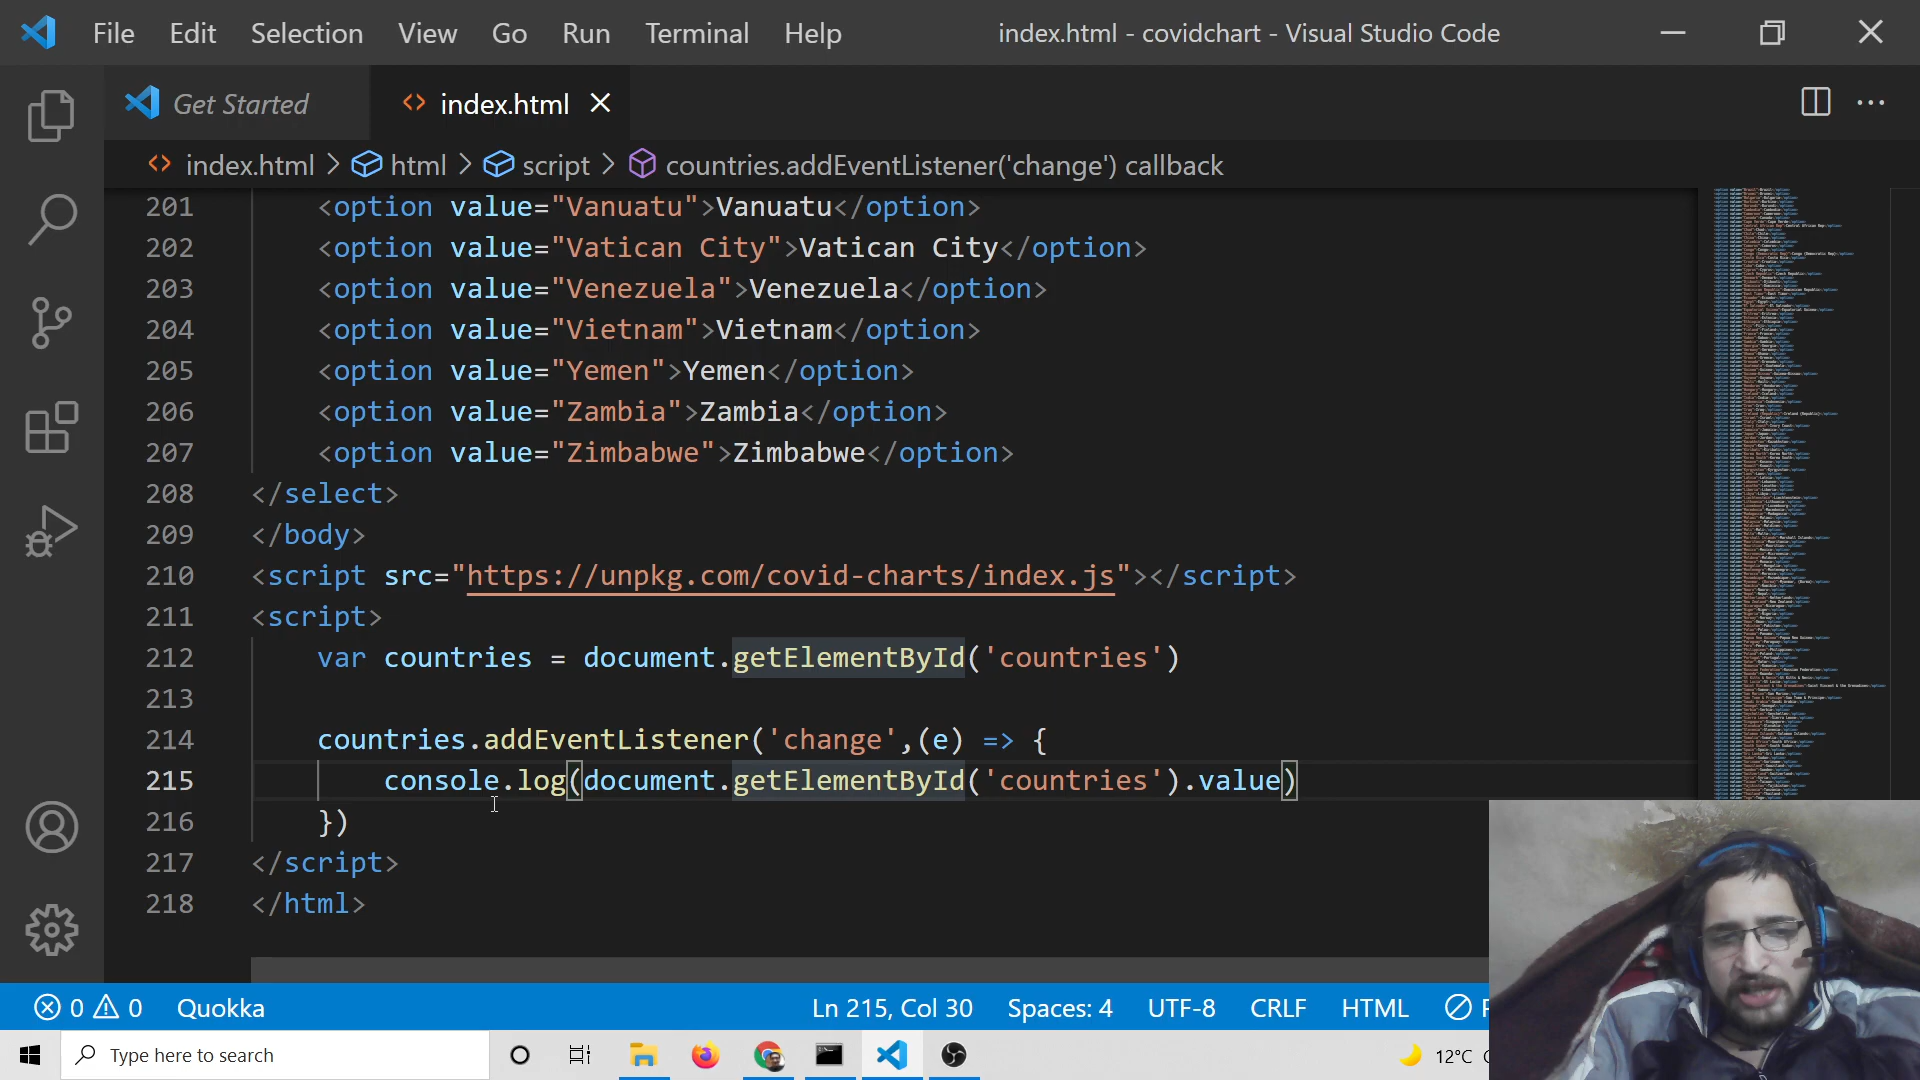 File Edit Selection View Go Run Terminal Help index.html - covidchart - Visual Studio Code
Get Started index.html
index.html > html > script > countries.addEventListener('change') callback
201 <option value="Vanuatu">Vanuatu</option>
202 <option value="Vatican City">Vatican City</option>
203 <option value="Venezuela">Venezuela</option>
204 <option value="Vietnam">Vietnam</option>
205 <option value="Yemen">Yemen</option>
206 <option value="Zambia">Zambia</option>
207 <option value="Zimbabwe">Zimbabwe</option>
208 </select>
209 </body>
210 <script src="https://unpkg.com/covid-charts/index.js"></script>
211 <script>
212 var countries = document.getElementById('countries')
213
214 countries.addEventListener('change',(e) => {
215 console.log(document.getElementById('countries').value)
216 })
217 </script>
218 </html>
0 0 Quokka Ln 215, Col 30 Spaces: 4 UTF-8 CRLF HTML
Type here to search 12°C